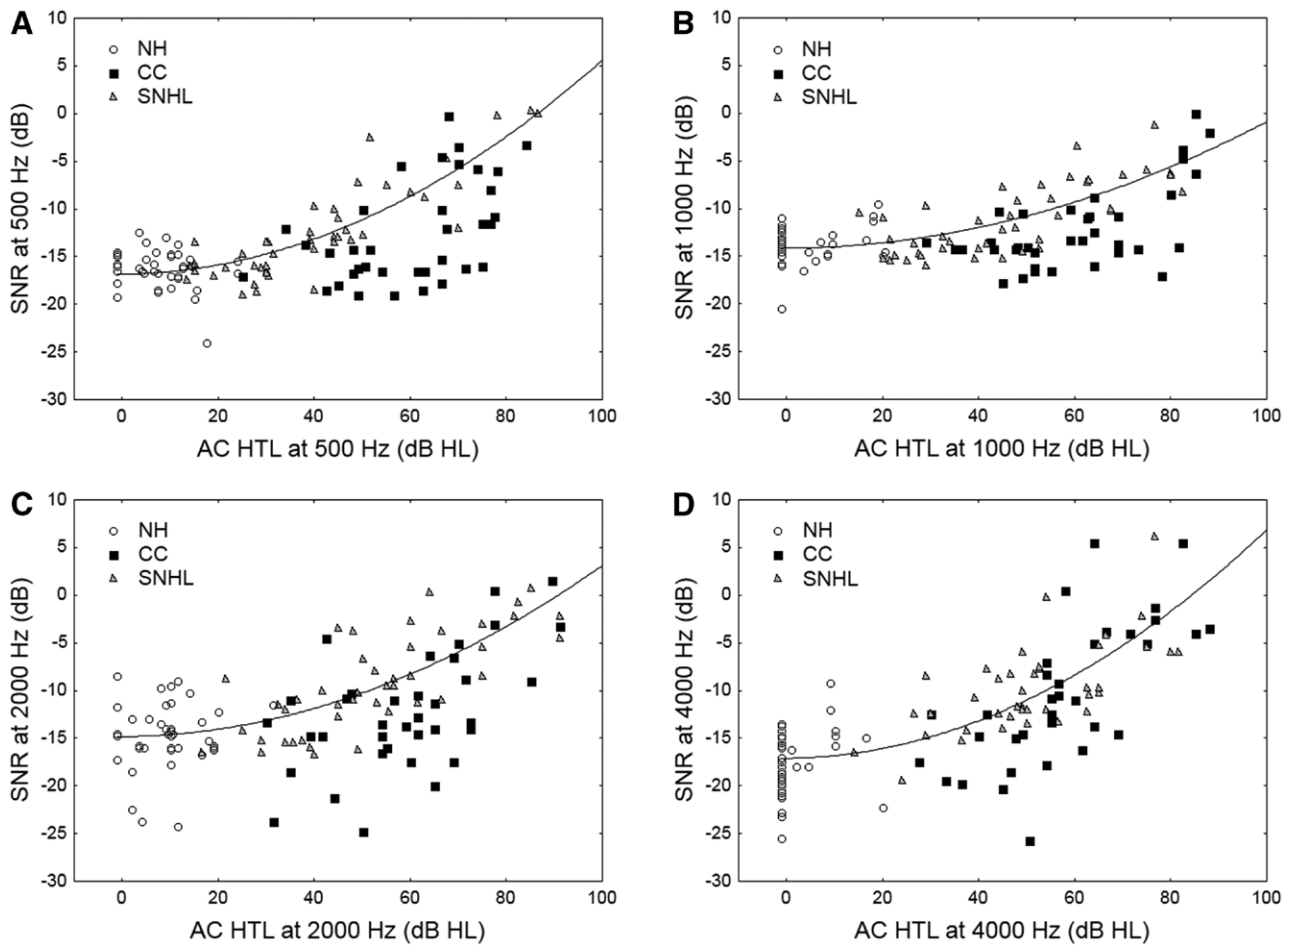 A
10
5
0
-5
-10
-15
-20
-25
-30
SNR at 500 Hz (dB)
NH
CC
SNHL
0 20 40 60 80 100
AC HTL at 500 Hz (dB HL)
B
10
5
0
-5
-10
-15
-20
-25
-30
SNR at 500 Hz (dB)
NH
CC
SNHL
0 20 40 60 80 100
AC HTL at 1000 Hz (dB HL)
C
10
5
0
-5
-10
-15
-20
-25
-30
SNR at 2000 Hz (dB)
NH
CC
SNHL
0 20 40 60 80 100
AC HTL at 2000 Hz (dB HL)
D
10
5
0
-5
-10
-15
-20
-25
-30
SNR at 4000 Hz (dB)
NH
CC
SNHL
0 20 40 60 80 100
AC HTL at 4000 Hz (dB HL)